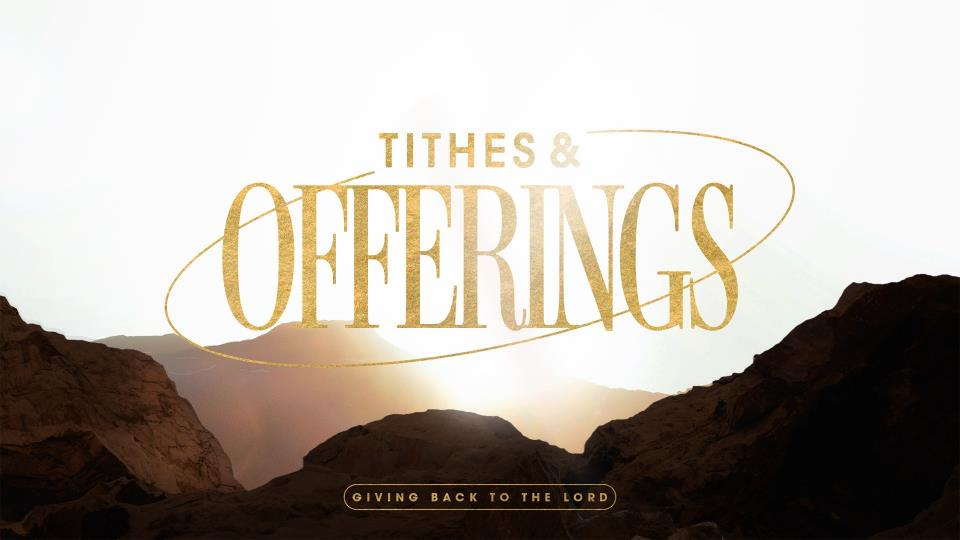 TITHES &
OFFERINGS
GIVING BACK TO THE LORD